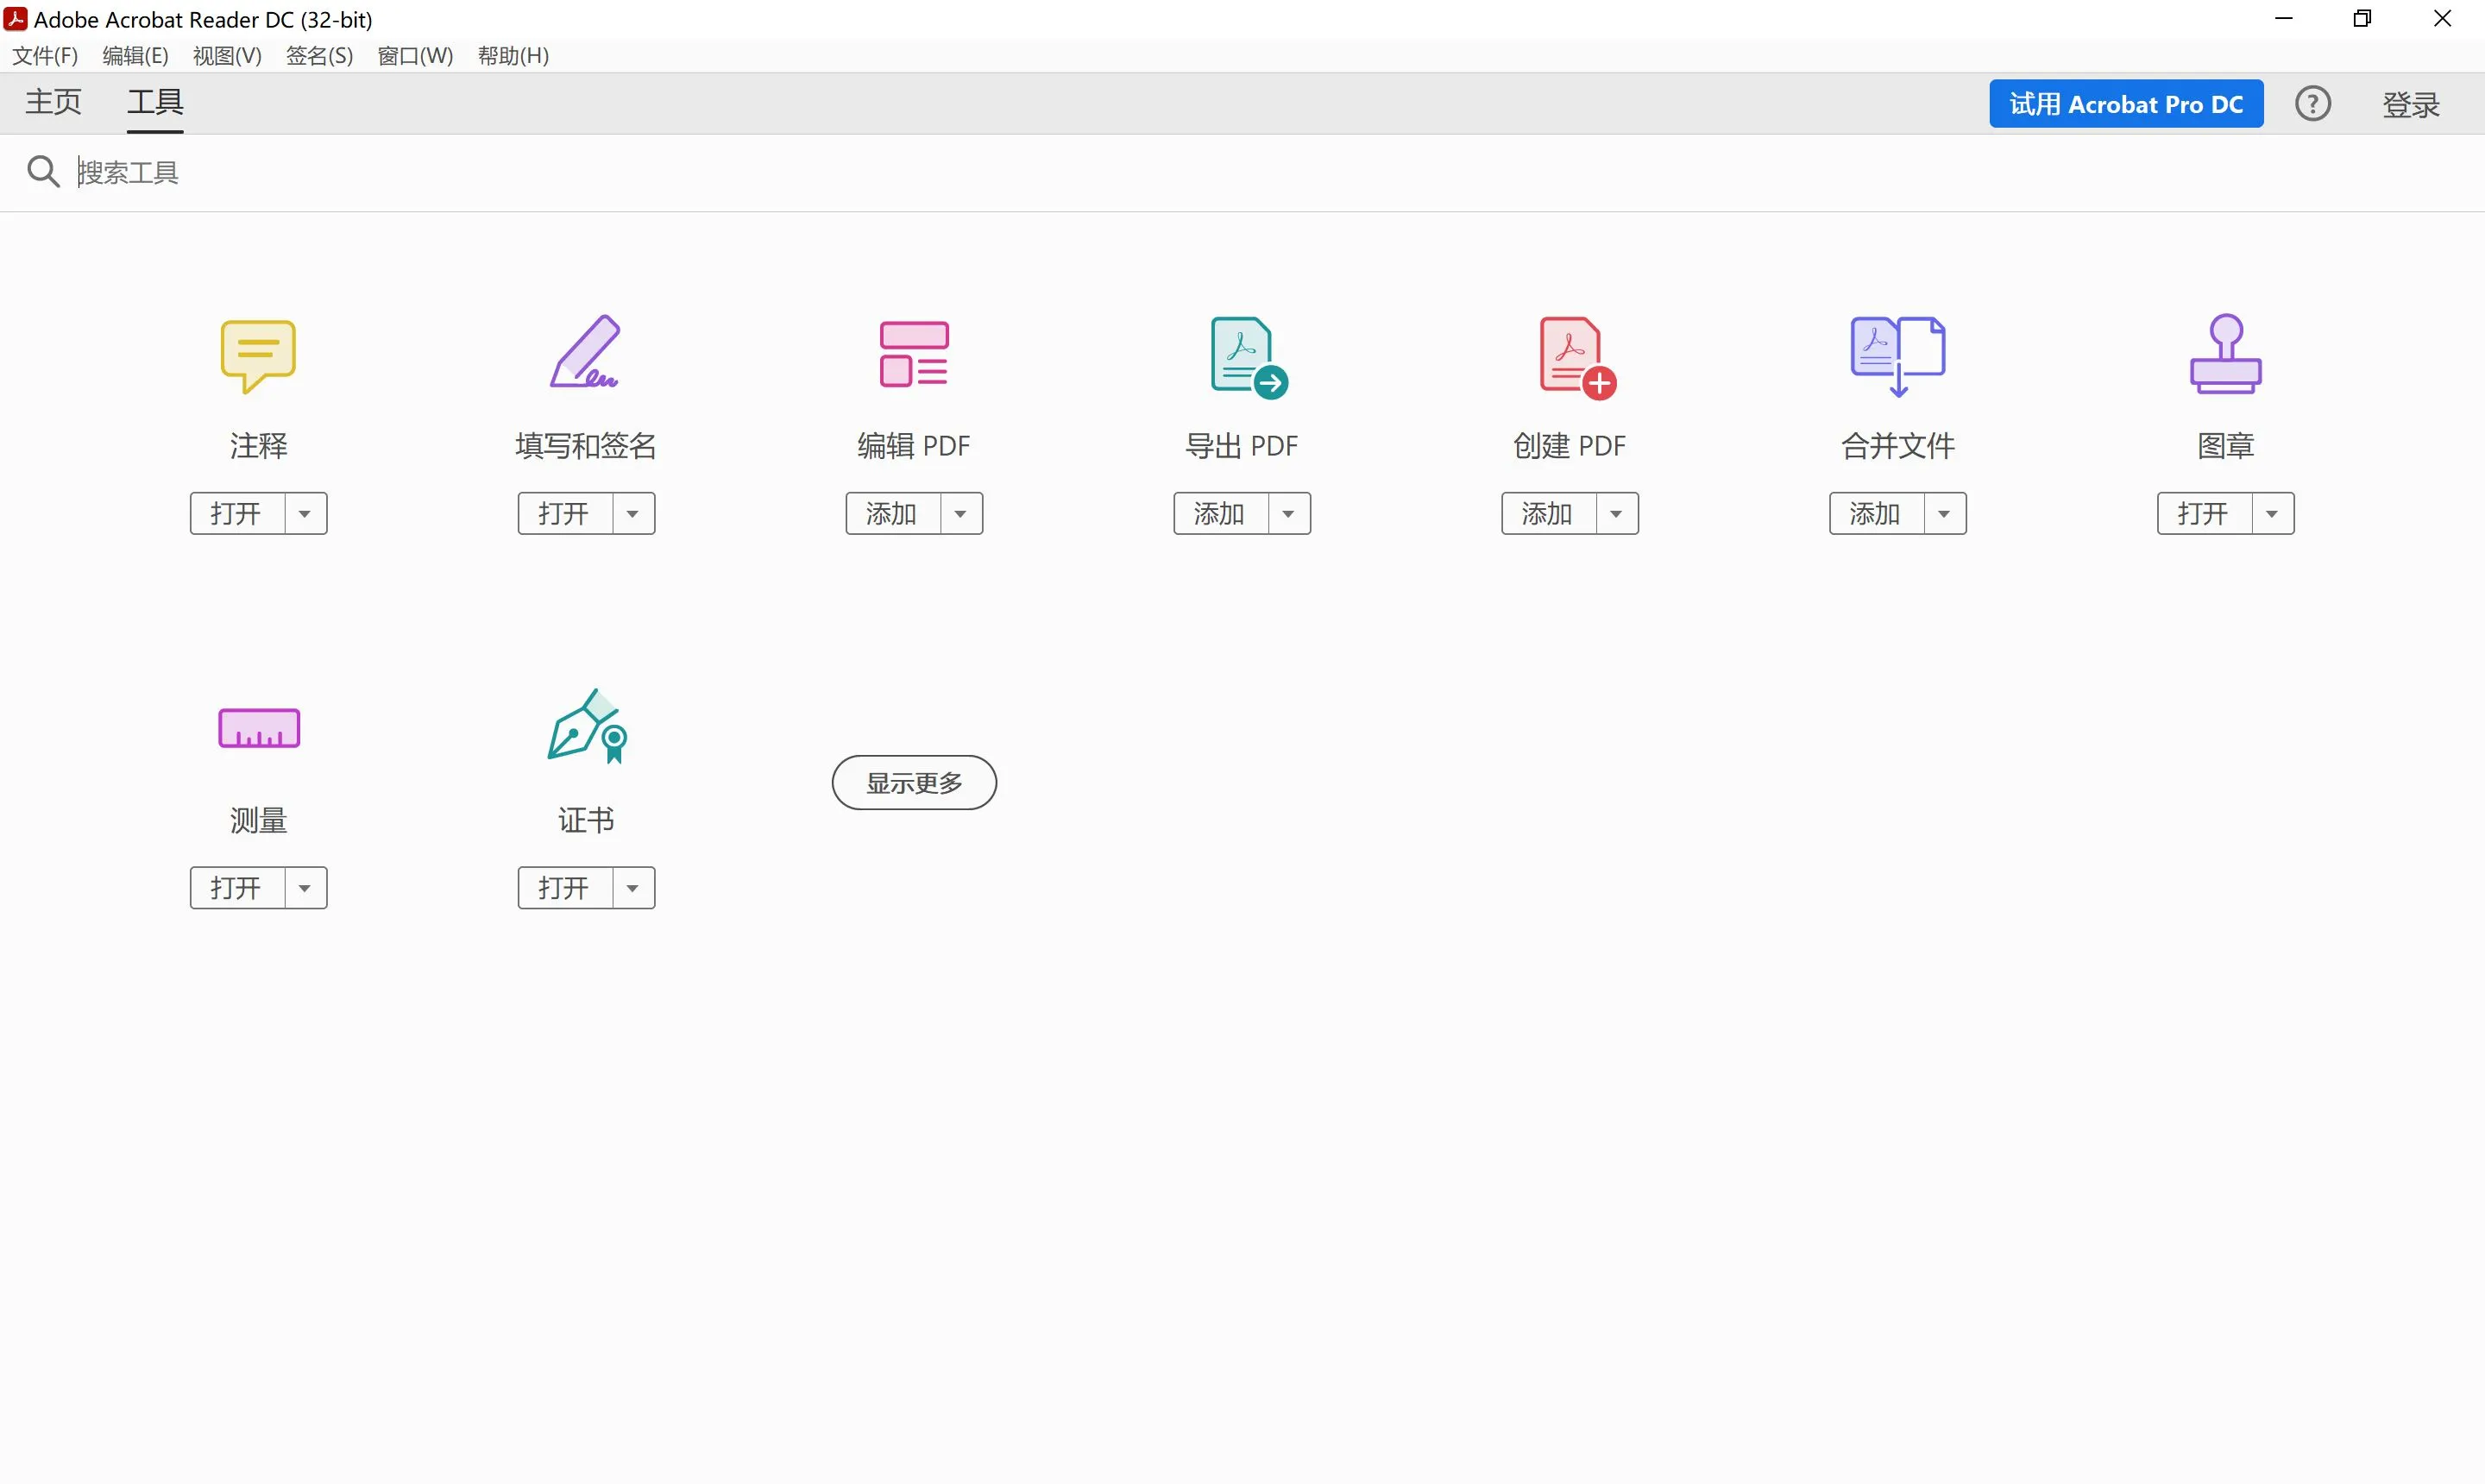 Adobe Acrobat Reader DC (32-bit)
文件(F) 编辑(E) 视图(V) 签名(S) 窗口(W) 帮助(H)
主页 工具 试用 Acrobat Pro DC ? 登录
搜索工具
注释 填写和签名 编辑 PDF 导出 PDF 创建 PDF 合并文件 图章
打开 打开 添加 添加 添加 添加 打开
显示更多
测量 证书
打开 打开